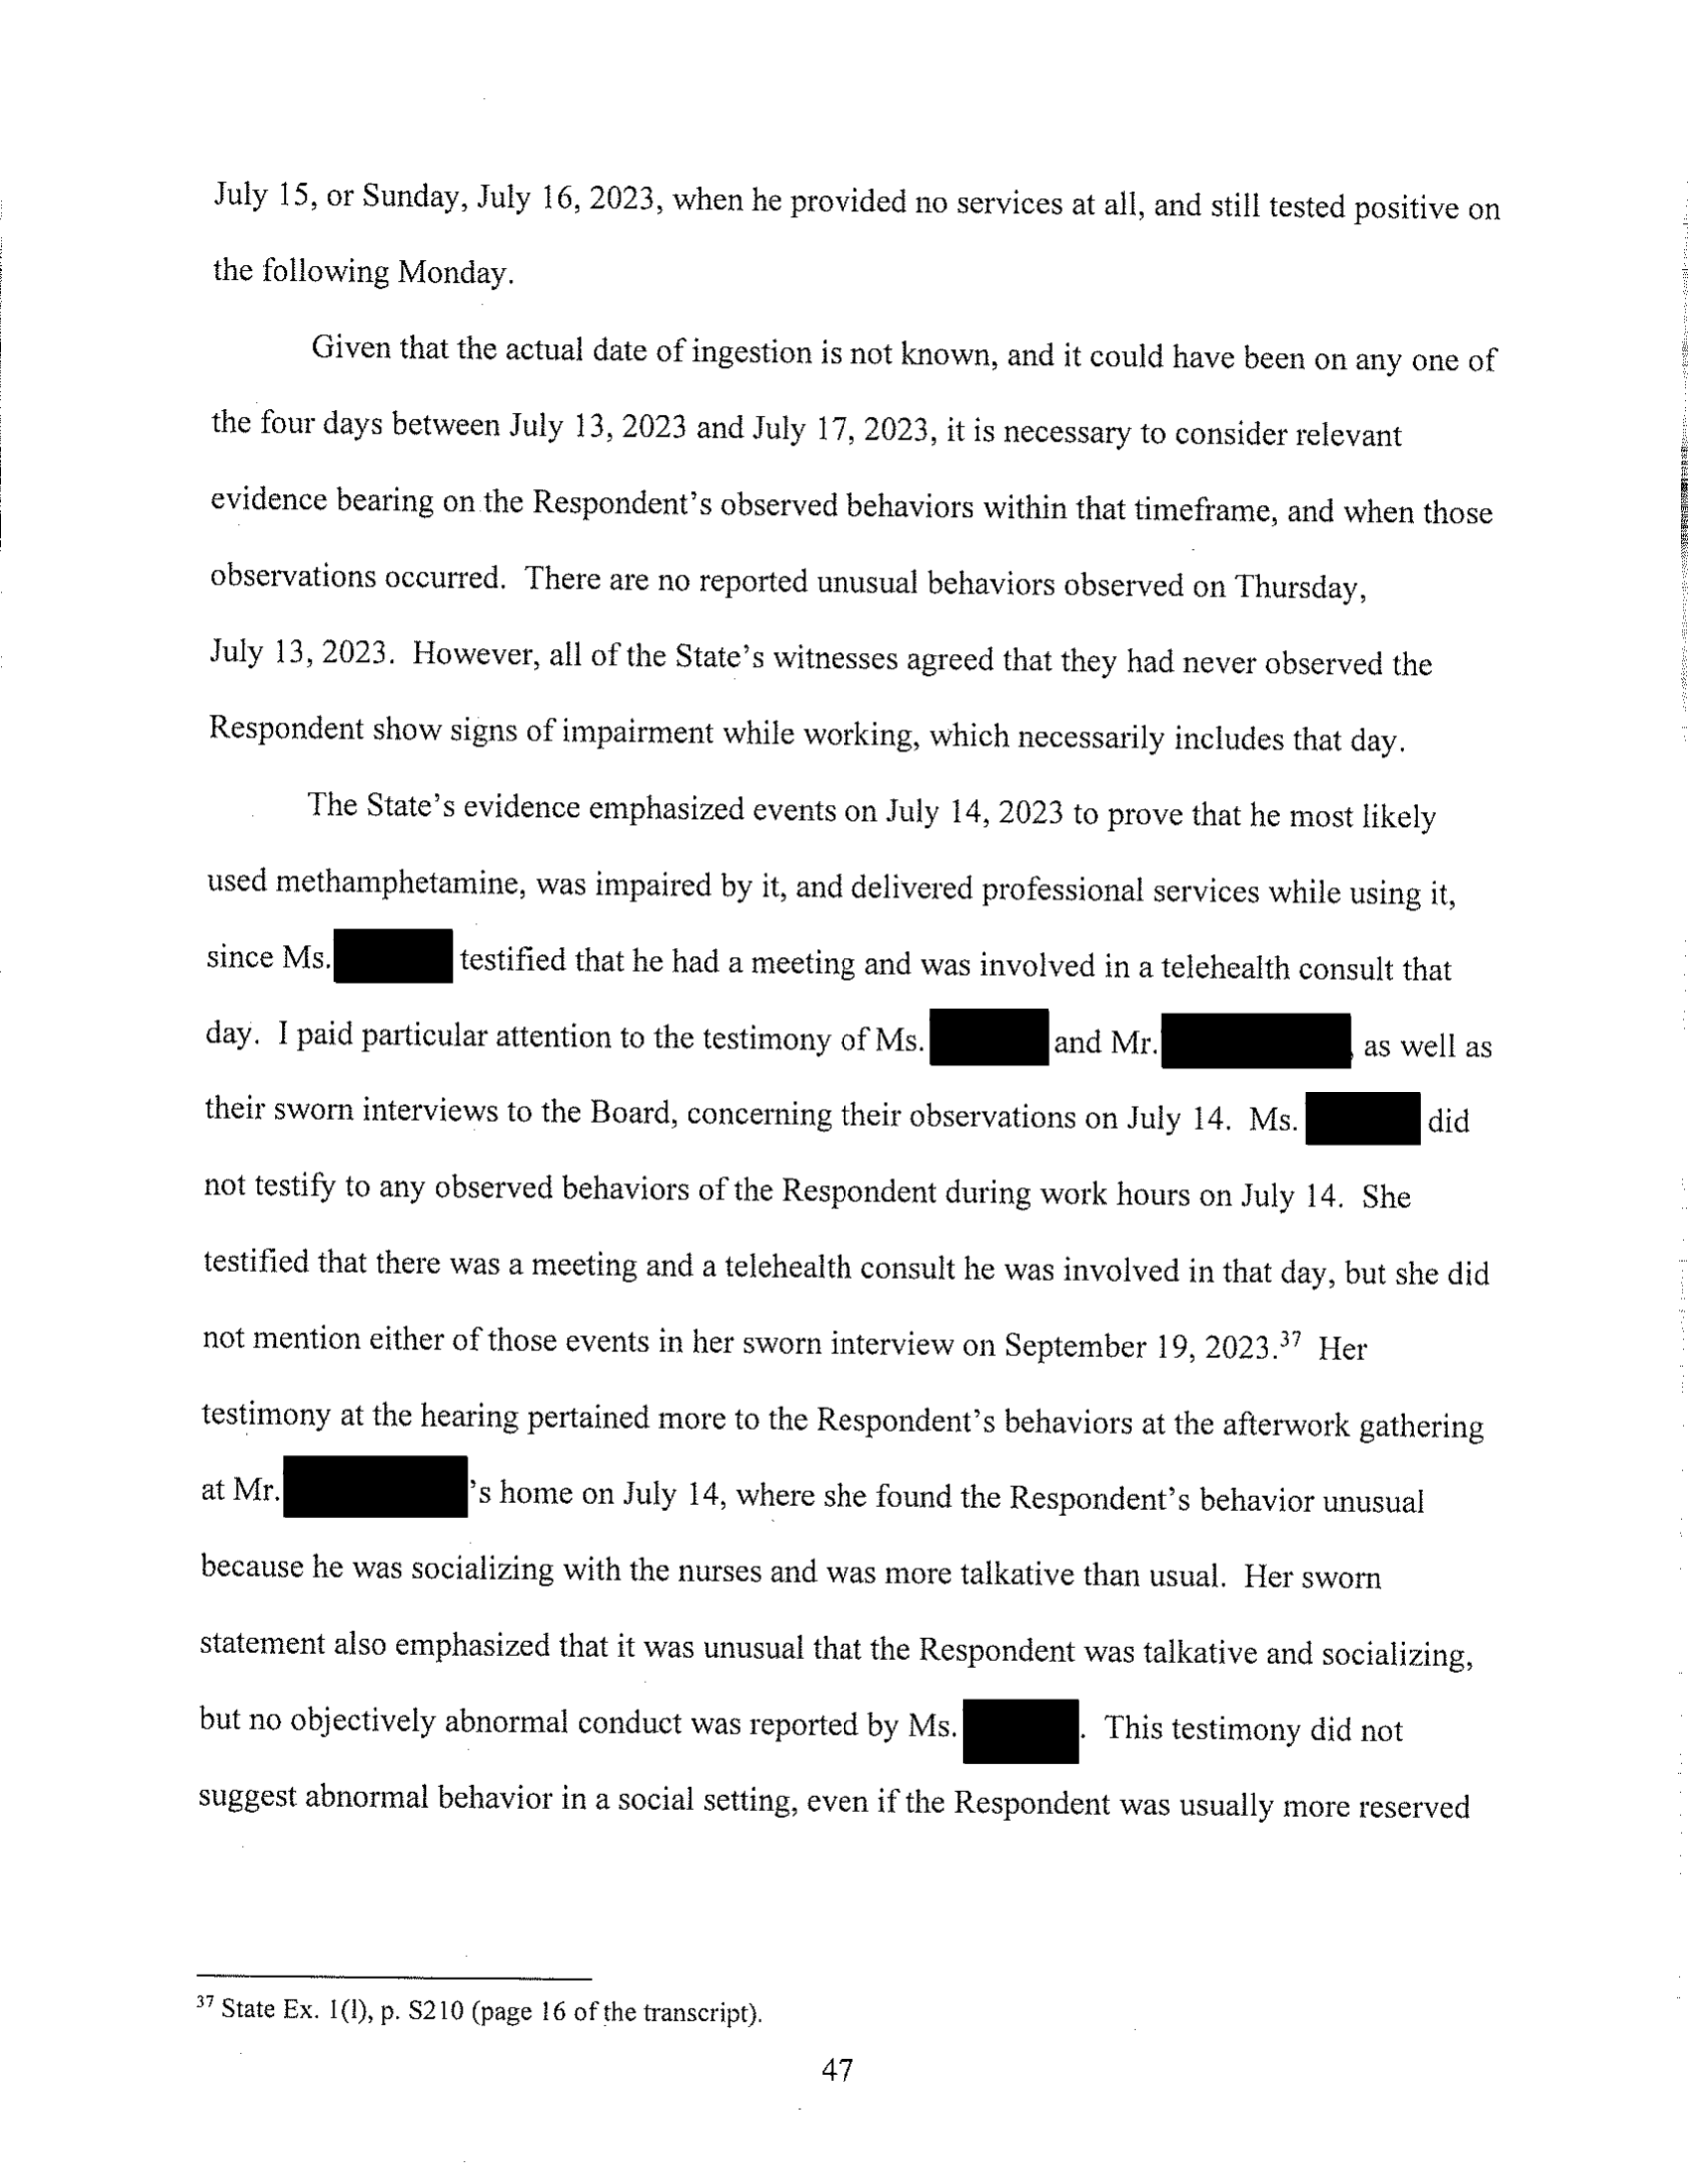 July 15, or Sunday, July 16, 2023, when he provided no services at all, and still tested positive on
the following Monday.
Given that the actual date of ingestion is not known, and it could have been on any one of
the four days between July 13, 2023 and July 17, 2023, it is necessary to consider relevant
evidence bearing on the Respondent's observed behaviors within that timeframe, and when those
observations occurred.  There are no reported unusual behaviors observed on Thursday,
July 13, 2023.  However, all of the State's witnesses agreed that they had never observed the
Respondent show signs of impairment while working, which necessarily includes that day.
The State's evidence emphasized events on July 14, 2023 to prove that he most likely
used methamphetamine, was impaired by it, and delivered professional services while using it,
since Ms. testified that he had a meeting and was involved in a telehealth consult that
day.  I paid particular attention to the testimony of Ms. and Mr. , as well as
their sworn interviews to the Board, concerning their observations on July 14.  Ms. did
not testify to any observed behaviors of the Respondent during work hours on July 14.  She
testified that there was a meeting and a telehealth consult he was involved in that day, but she did
not mention either of those events in her sworn interview on September 19, 2023.37  Her
testimony at the hearing pertained more to the Respondent's behaviors at the afterwork gathering
at Mr. 's home on July 14, where she found the Respondent's behavior unusual
because he was socializing with the nurses and was more talkative than usual.  Her sworn
statement also emphasized that it was unusual that the Respondent was talkative and socializing,
but no objectively abnormal conduct was reported by Ms. .  This testimony did not
suggest abnormal behavior in a social setting, even if the Respondent was usually more reserved
37 State Ex. 1(l), p. S210 (page 16 of the transcript).
47